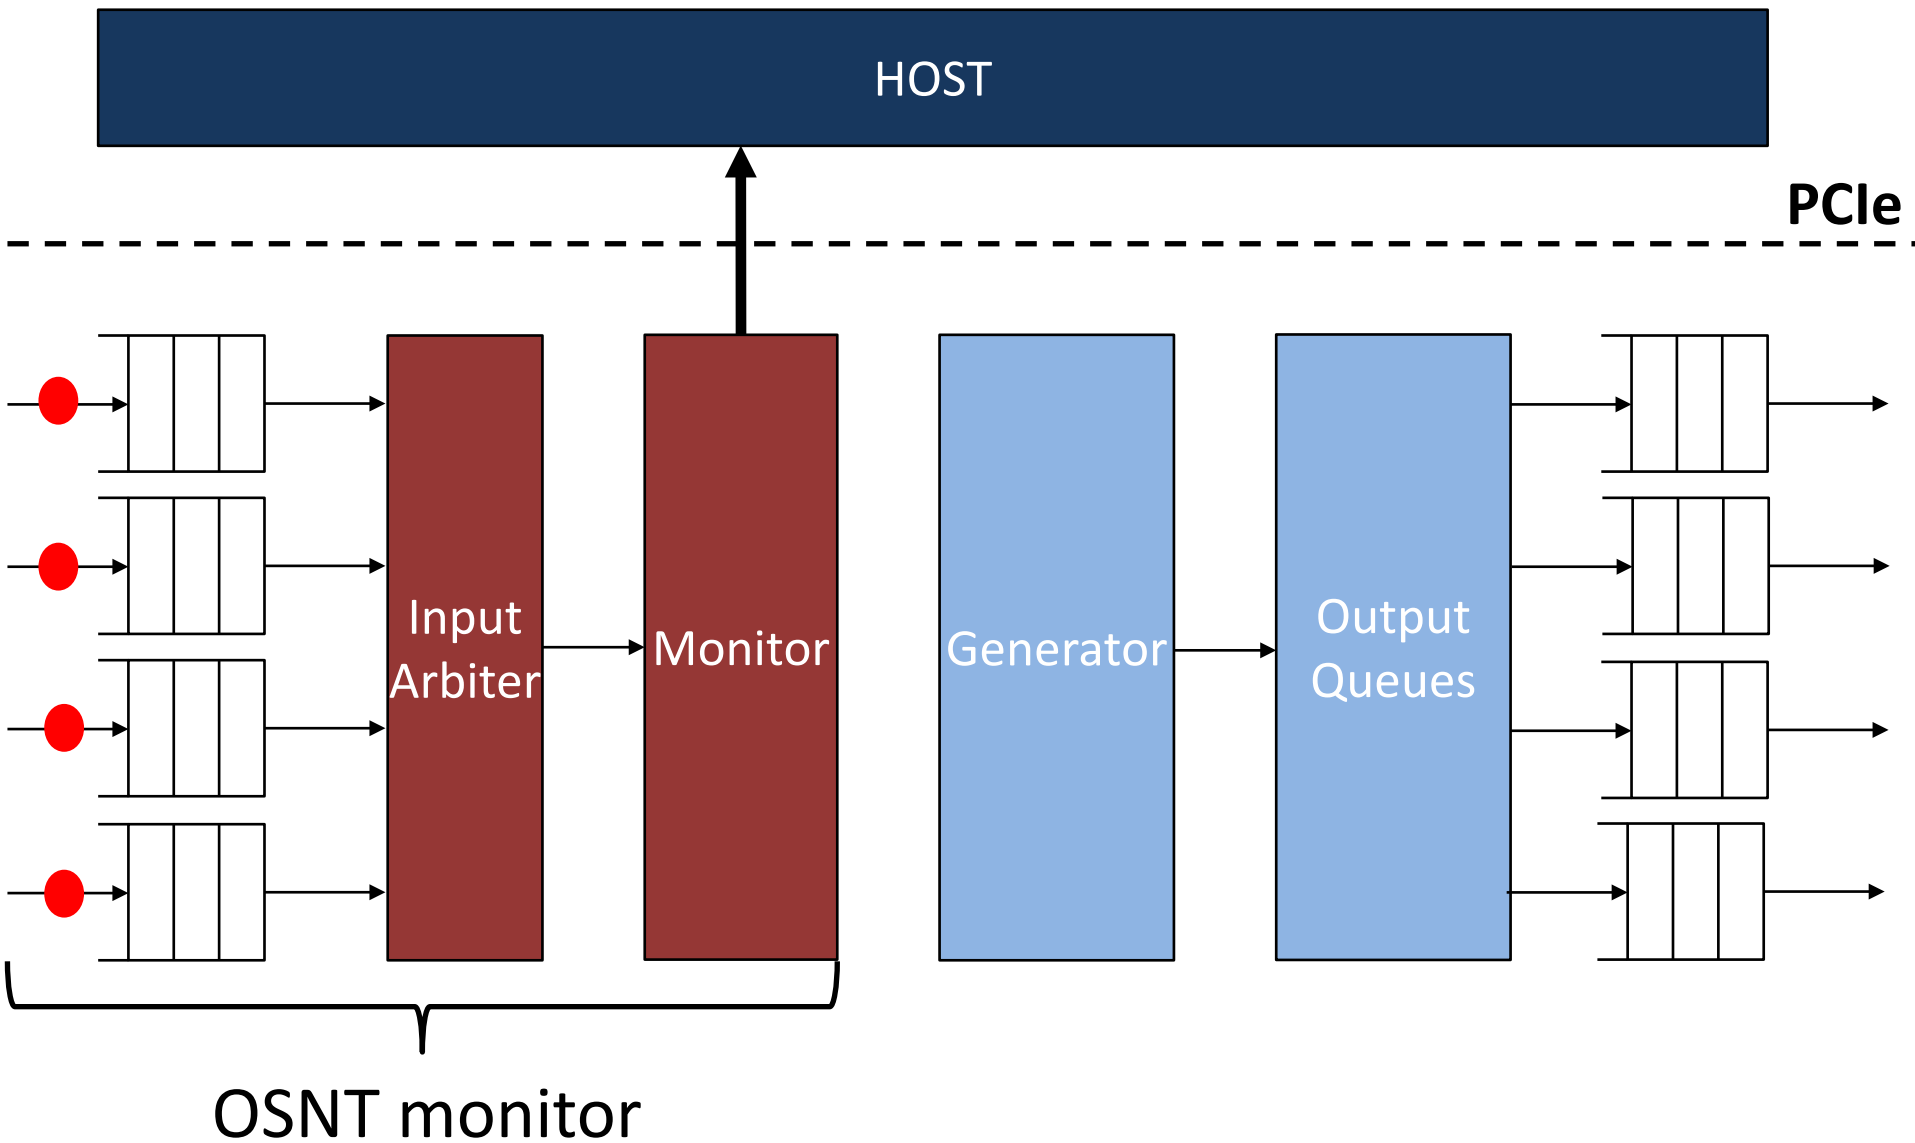 HOST
PCIe
Input
Arbiter
Monitor
Generator
Output
Queues
OSNT monitor